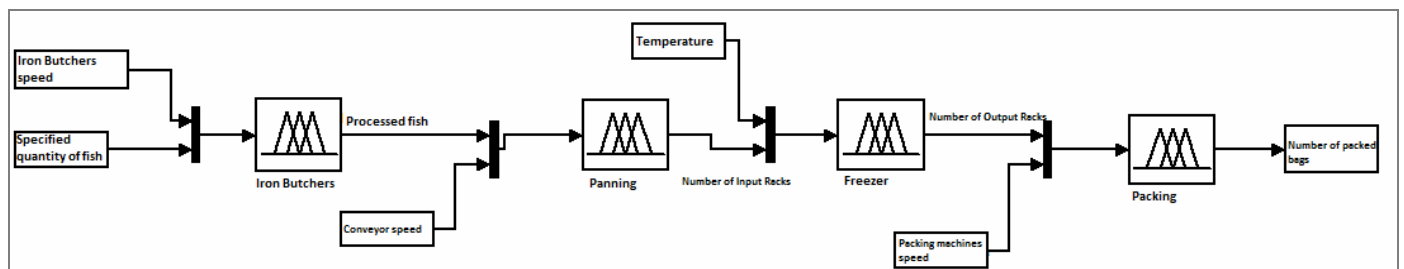 Iron Butchers
speed
Specified
quantity of fish
Iron Butchers
Processed fish
Conveyor speed
Panning
Number of Input Racks
Temperature
Freezer
Number of Output Racks
Packing machines
speed
Packing
Number of packed
bags